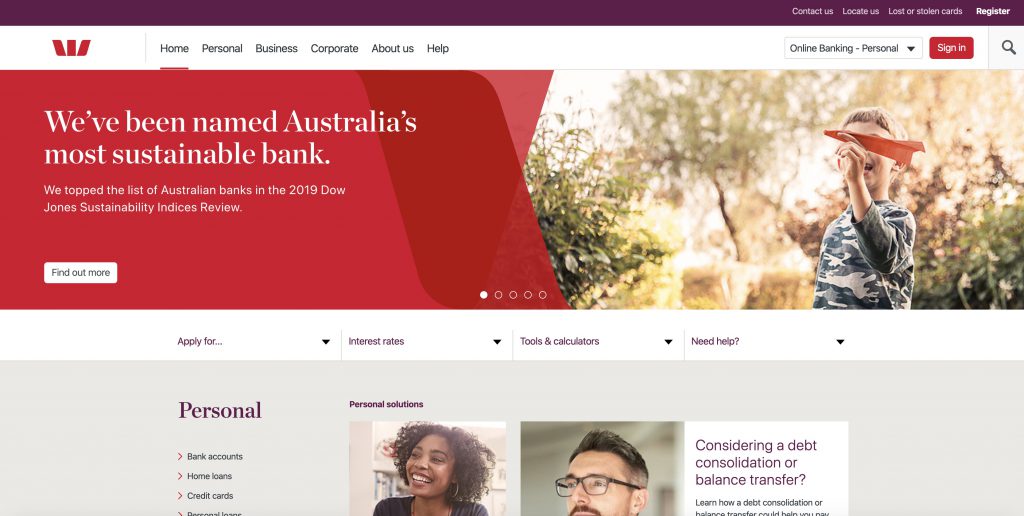 Contact us Locate us Lost or stolen cards Register
Home Personal Business Corporate About us Help Online Banking - Personal Sign in
We've been named Australia's
most sustainable bank.
We topped the list of Australian banks in the 2019 Dow
Jones Sustainability Indices Review.
Find out more
Apply for... Interest rates Tools & calculators Need help?
Personal
Personal solutions
Bank accounts
Home loans
Credit cards
Personal loans
Considering a debt
consolidation or
balance transfer?
Learn how a debt consolidation or
balance transfer could help you pay